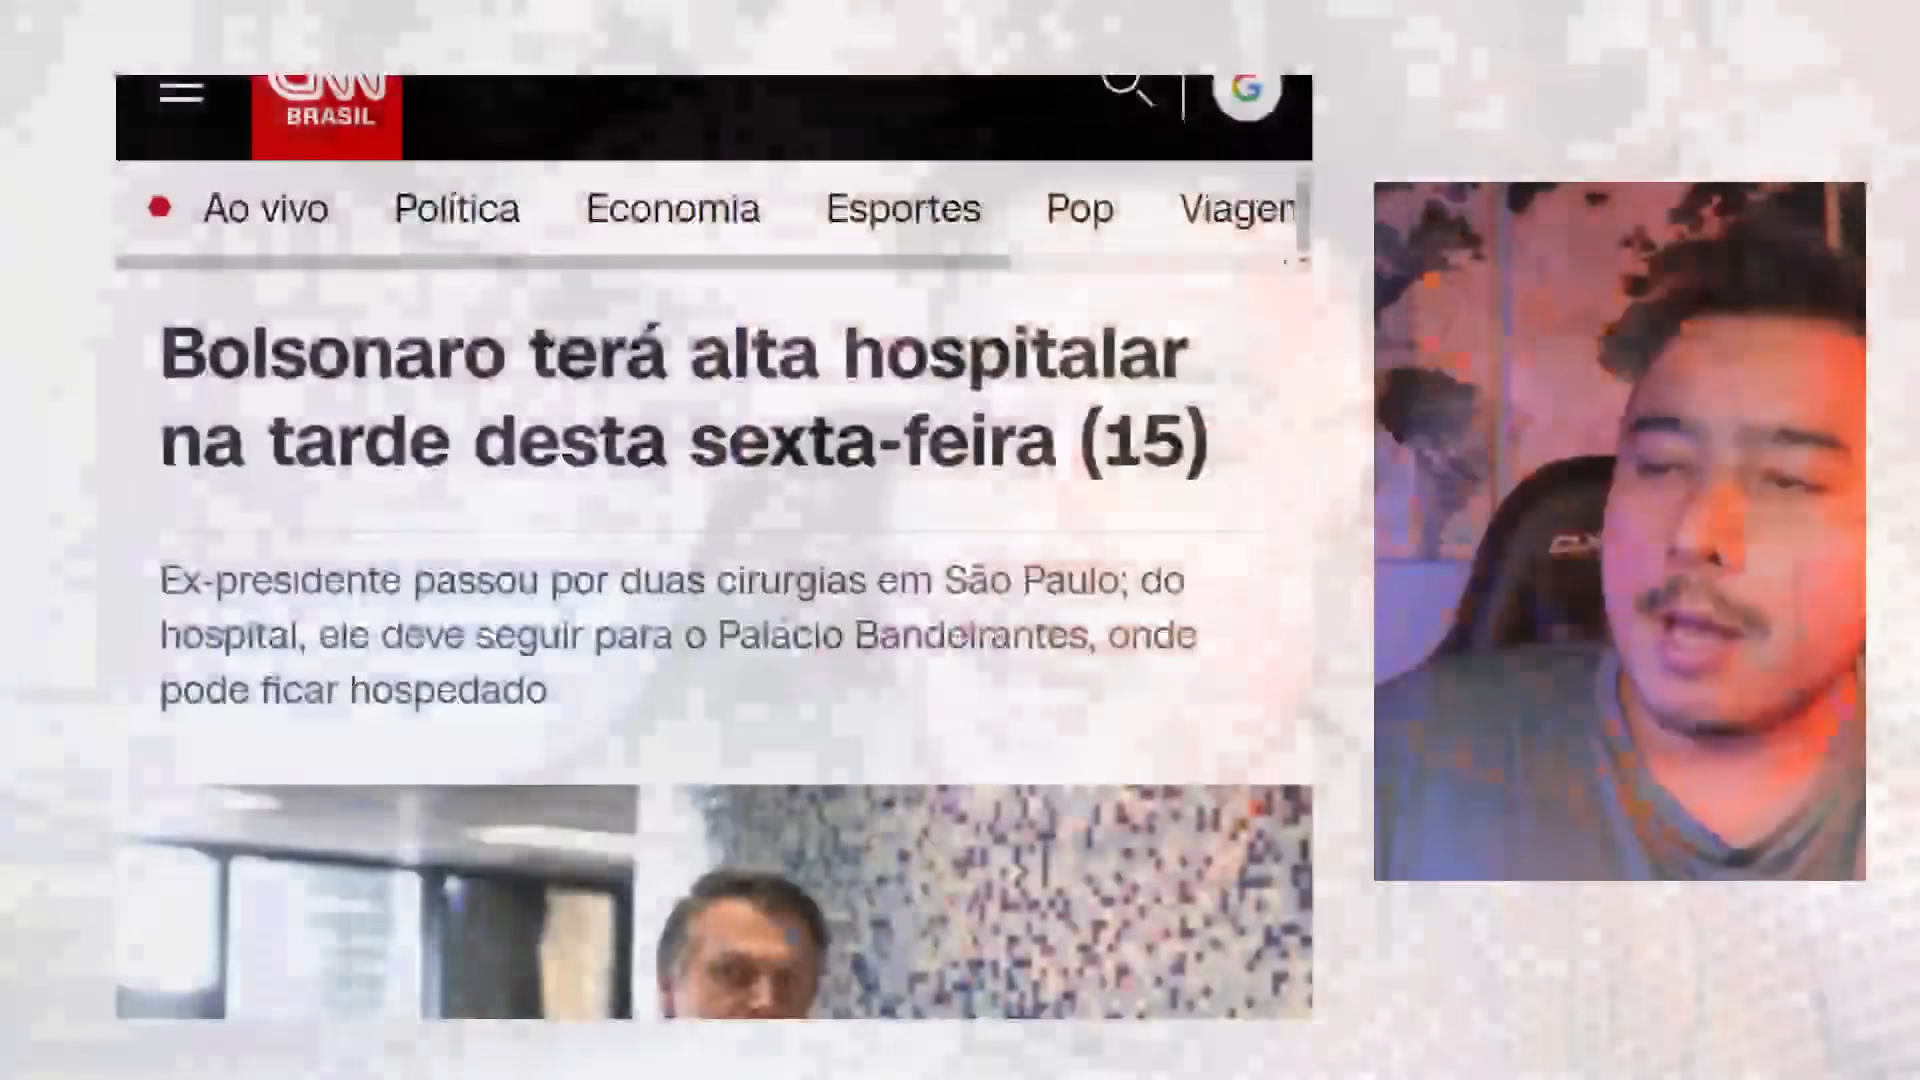 CNN
BRASIL
Ao vivo Política Economia Esportes Pop
Bolsonaro terá alta hospitalar
na tarde desta sexta-feira (15)
Ex-presidente passou por duas cirurgias em São Paulo; do
hospital, ele deve seguir para o Palácio Bandeirantes, onde
pode ficar hospedado